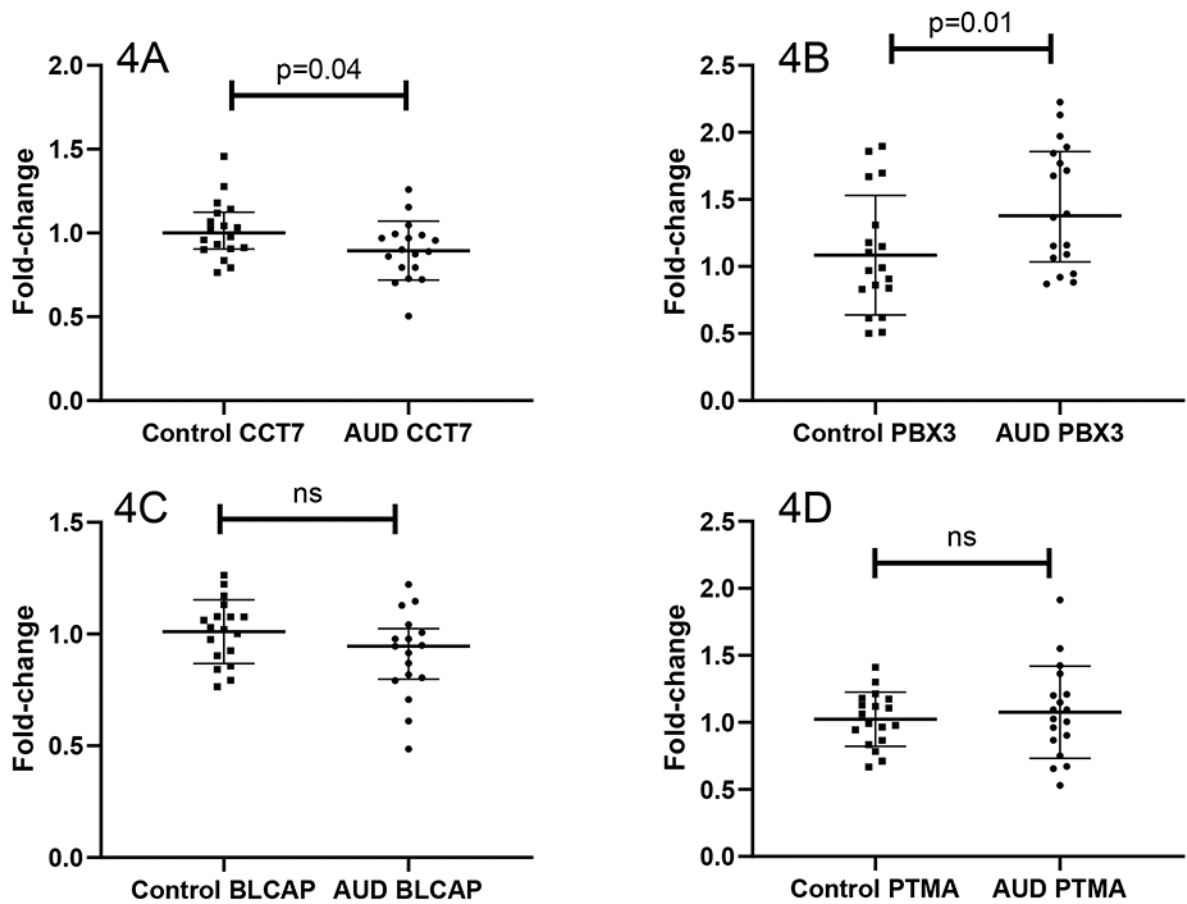 4A
p=0.04
2.0
1.5
1.0
0.5
0.0
Fold-change
Control CCT7 AUD CCT7
4B
p=0.01
2.5
2.0
1.5
1.0
0.5
0.0
Fold-change
Control PBX3 AUD PBX3
4C
ns
1.5
1.0
0.5
0.0
Fold-change
Control BLCAP AUD BLCAP
4D
ns
2.5
2.0
1.5
1.0
0.5
0.0
Fold-change
Control PTMA AUD PTMA